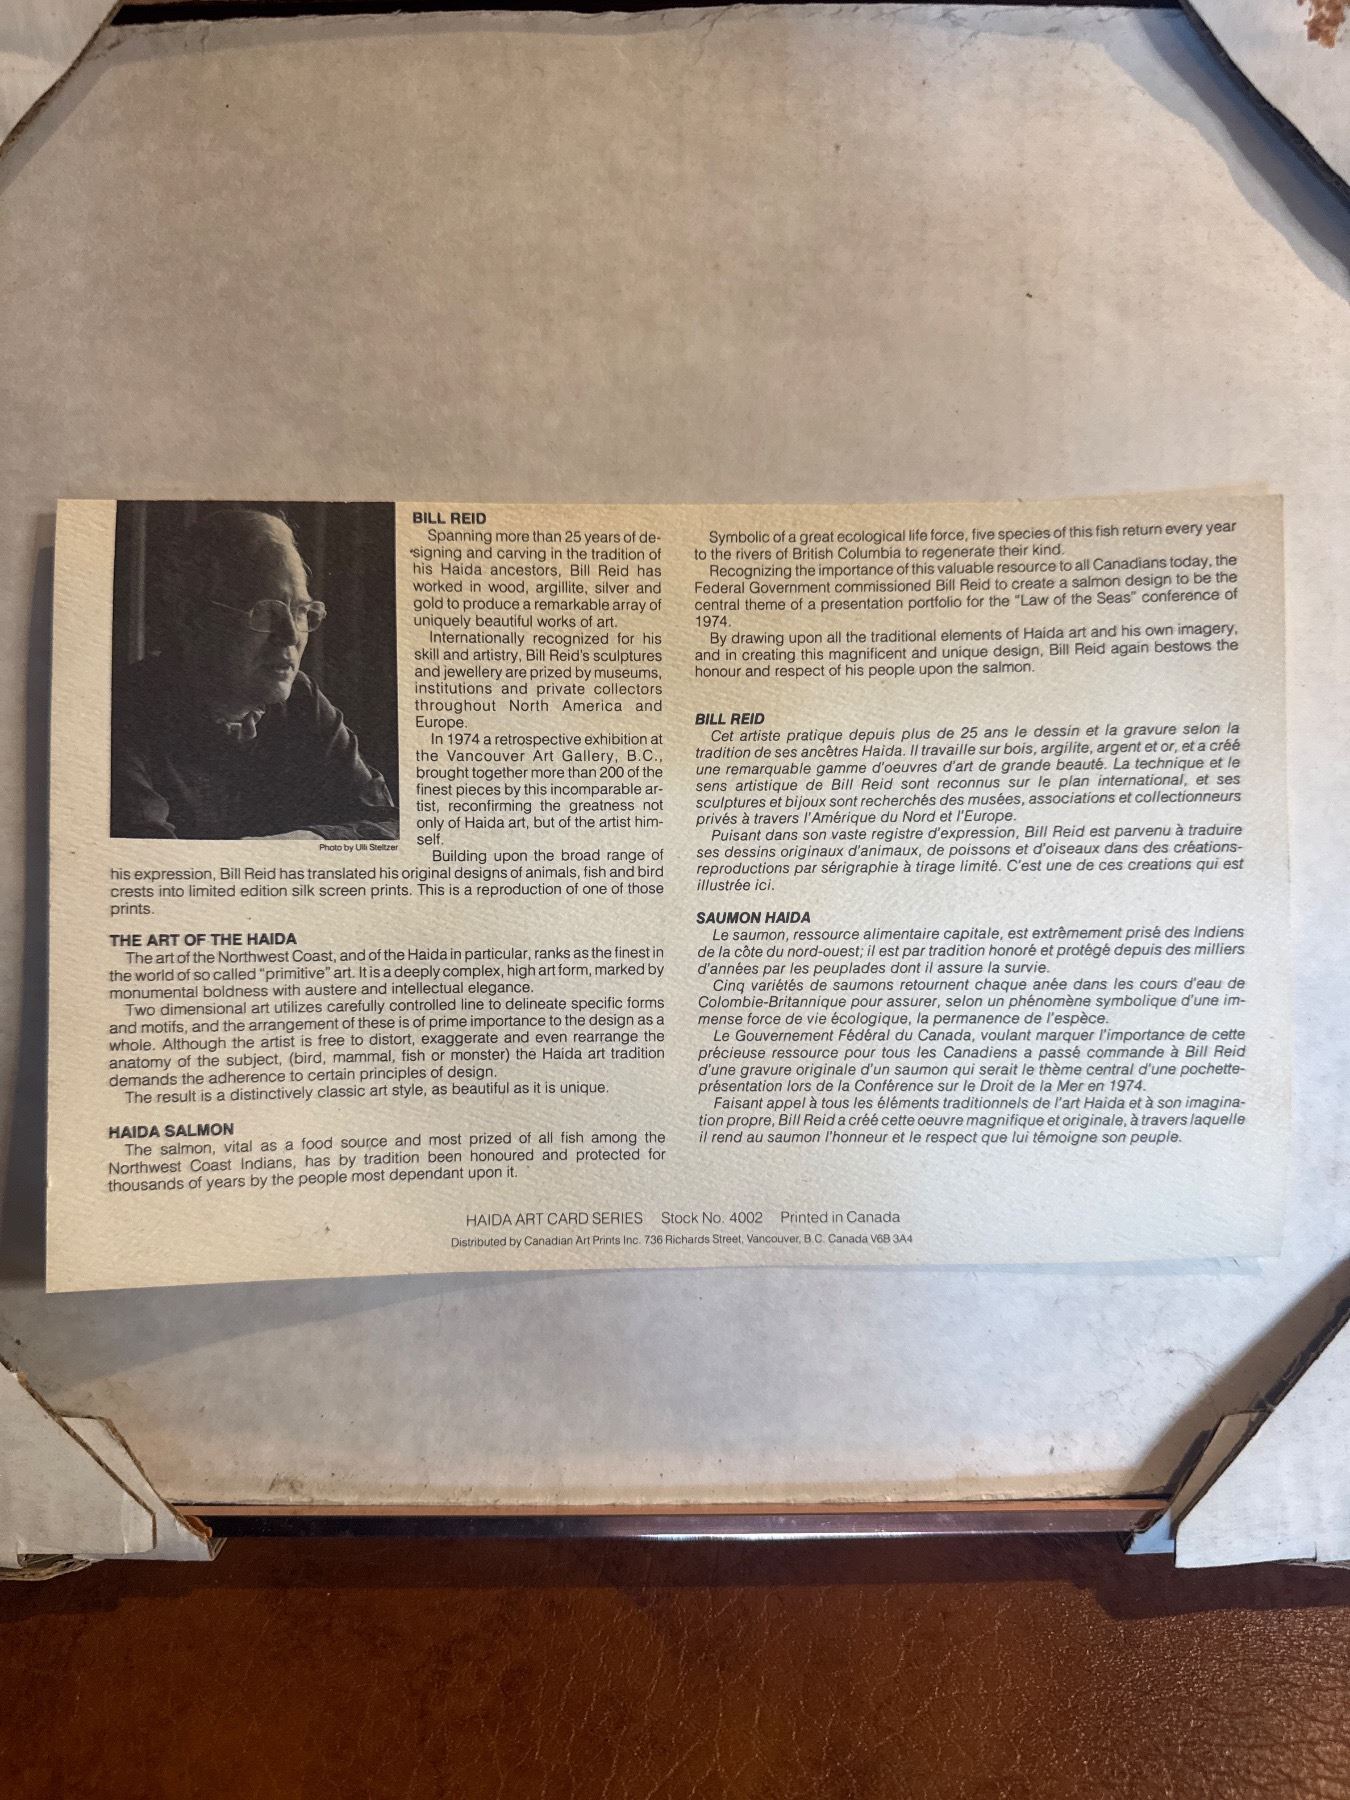 BILL REID
Spanning more than 25 years of de-
signing and carving in the tradition of
his Haida ancestors, Bill Reid has
worked in wood, argillite, silver and
gold to produce a remarkable array of
uniquely beautiful works of art.
Internationally recognized for his
skill and artistry, Bill Reid's sculptures
and jewellery are prized by museums,
institutions and private collectors
throughout North America and
Europe.
In 1974 a retrospective exhibition at
the Vancouver Art Gallery, B.C.,
brought together more than 200 of the
finest pieces by this incomparable ar-
tist, reconfirming the greatness not
only of Haida art, but of the artist him-
self.
Photo by Ulli Steltzer
Building upon the broad range of
his expression, Bill Reid has translated his original designs of animals, fish and bird
crests into limited edition silk screen prints. This is a reproduction of one of those
prints.
THE ART OF THE HAIDA
The art of the Northwest Coast, and of the Haida in particular, ranks as the finest in
the world of so called "primitive" art. It is a deeply complex, high art form, marked by
monumental boldness with austere and intellectual elegance.
Two dimensional art utilizes carefully controlled line to delineate specific forms
and motifs, and the arrangement of these is of prime importance to the design as a
whole. Although the artist is free to distort, exaggerate and even rearrange the
anatomy of the subject, (bird, mammal, fish or monster) the Haida art tradition
demands the adherence to certain principles of design.
The result is a distinctively classic art style, as beautiful as it is unique.
HAIDA SALMON
The salmon, vital as a food source and most prized of all fish among the
Northwest Coast Indians, has by tradition been honoured and protected for
thousands of years by the people most dependant upon it.
Symbolic of a great ecological life force, five species of this fish return every year
to the rivers of British Columbia to regenerate their kind.
Recognizing the importance of this valuable resource to all Canadians today, the
Federal Government commissioned Bill Reid to create a salmon design to be the
central theme of a presentation portfolio for the "Law of the Seas" conference of
1974.
By drawing upon all the traditional elements of Haida art and his own imagery,
and in creating this magnificent and unique design, Bill Reid again bestows the
honour and respect of his people upon the salmon.
BILL REID
Cet artiste pratique depuis plus de 25 ans le dessin et la gravure selon la
tradition de ses ancêtres Haida. Il travaille sur bois, argilite, argent et or, et a créé
une remarquable gamme d'oeuvres d'art de grande beauté. La technique et le
sens artistique de Bill Reid sont reconnus sur le plan international, et ses
sculptures et bijoux sont recherchés des musées, associations et collectionneurs
privés à travers l'Amérique du Nord et l'Europe.
Puisant dans son vaste registre d'expression, Bill Reid est parvenu à traduire
ses dessins originaux d'animaux, de poissons et d'oiseaux dans des créations-
reproductions par sérigraphie à tirage limité. C'est une de ces creations qui est
illustrée ici.
SAUMON HAIDA
Le saumon, ressource alimentaire capitale, est extrêmement prisé des Indiens
de la côte du nord-ouest; il est par tradition honoré et protégé depuis des milliers
d'années par les peuplades dont il assure la survie.
Cinq variétés de saumons retournent chaque anée dans les cours d'eau de
Colombie-Britannique pour assurer, selon un phénomène symbolique d'une im-
mense force de vie écologique, la permanence de l'espèce.
Le Gouvernement Fédéral du Canada, voulant marquer l'importance de cette
précieuse ressource pour tous les Canadiens a passé commande à Bill Reid
d'une gravure originale d'un saumon qui serait le thème central d'une pochette-
présentation lors de la Conférence sur le Droit de la Mer en 1974.
Faisant appel à tous les éléments traditionnels de l'art Haida et à son imagina-
tion propre, Bill Reid a créé cette oeuvre magnifique et originale, à travers laquelle
il rend au saumon l'honneur et le respect que lui témoigne son peuple.
HAIDA ART CARD SERIES Stock No. 4002 Printed in Canada
Distributed by Canadian Art Prints Inc. 736 Richards Street, Vancouver, B.C. Canada V6B 3A4